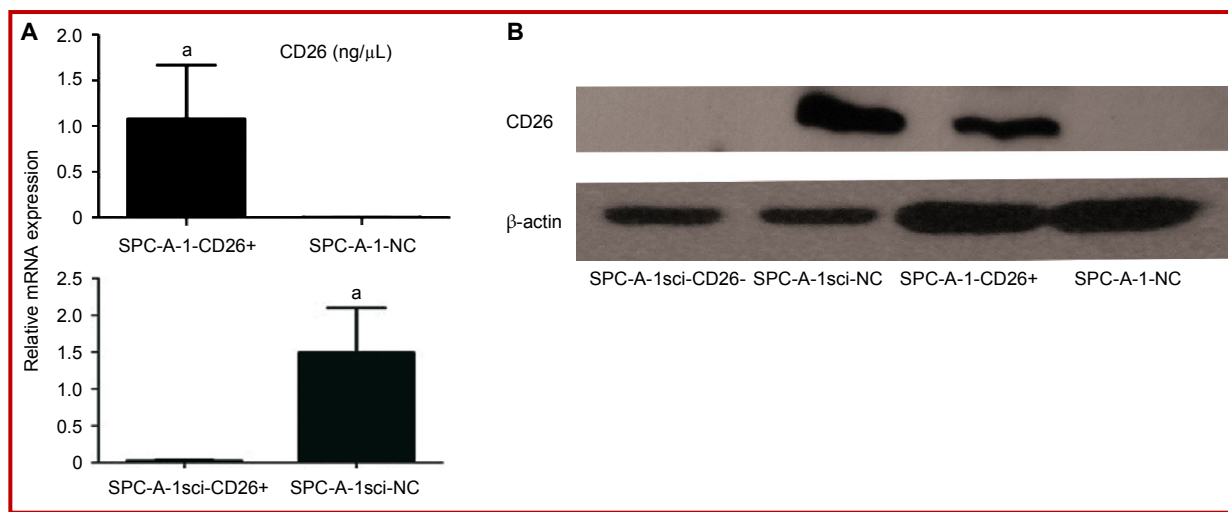 A
Relative mRNA expression
2.0
1.5
1.0
0.5
0
a
CD26 (ng/μL)
SPC-A-1-CD26+ SPC-A-1-NC
2.5
2.0
1.5
1.0
0.5
0
a
SPC-A-1sci-CD26+ SPC-A-1sci-NC
B
CD26
β-actin
SPC-A-1sci-CD26- SPC-A-1sci-NC SPC-A-1-CD26+ SPC-A-1-NC